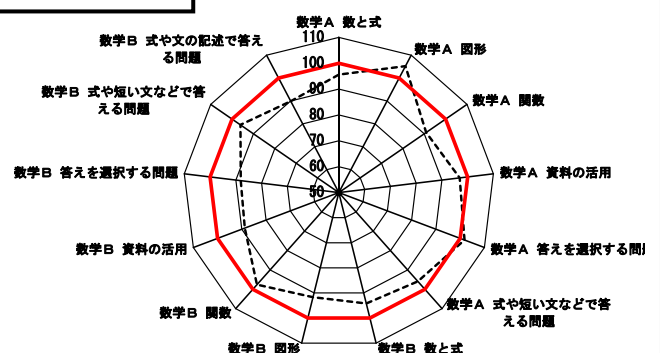 数学A 数と式
数学A 図形
数学A 関数
数学A 資料の活用
数学A 答えを選択する問
数学A 式や短い文などで答
える問題
数学B 数と式
数学B 図形
数学B 関数
数学B 資料の活用
数学B 答えを選択する問題
数学B 式や短い文などで答
える問題
数学B 式や文の記述で答え
る問題
110
100
90
80
70
60
50